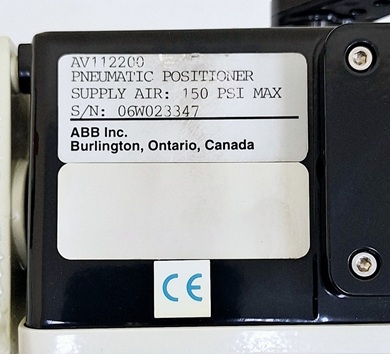 AV112200
PNEUMATIC POSITIONER
SUPPLY AIR: 150 PSI MAX
S/N: 06W023347
ABB Inc.
Burlington, Ontario, Canada
CE